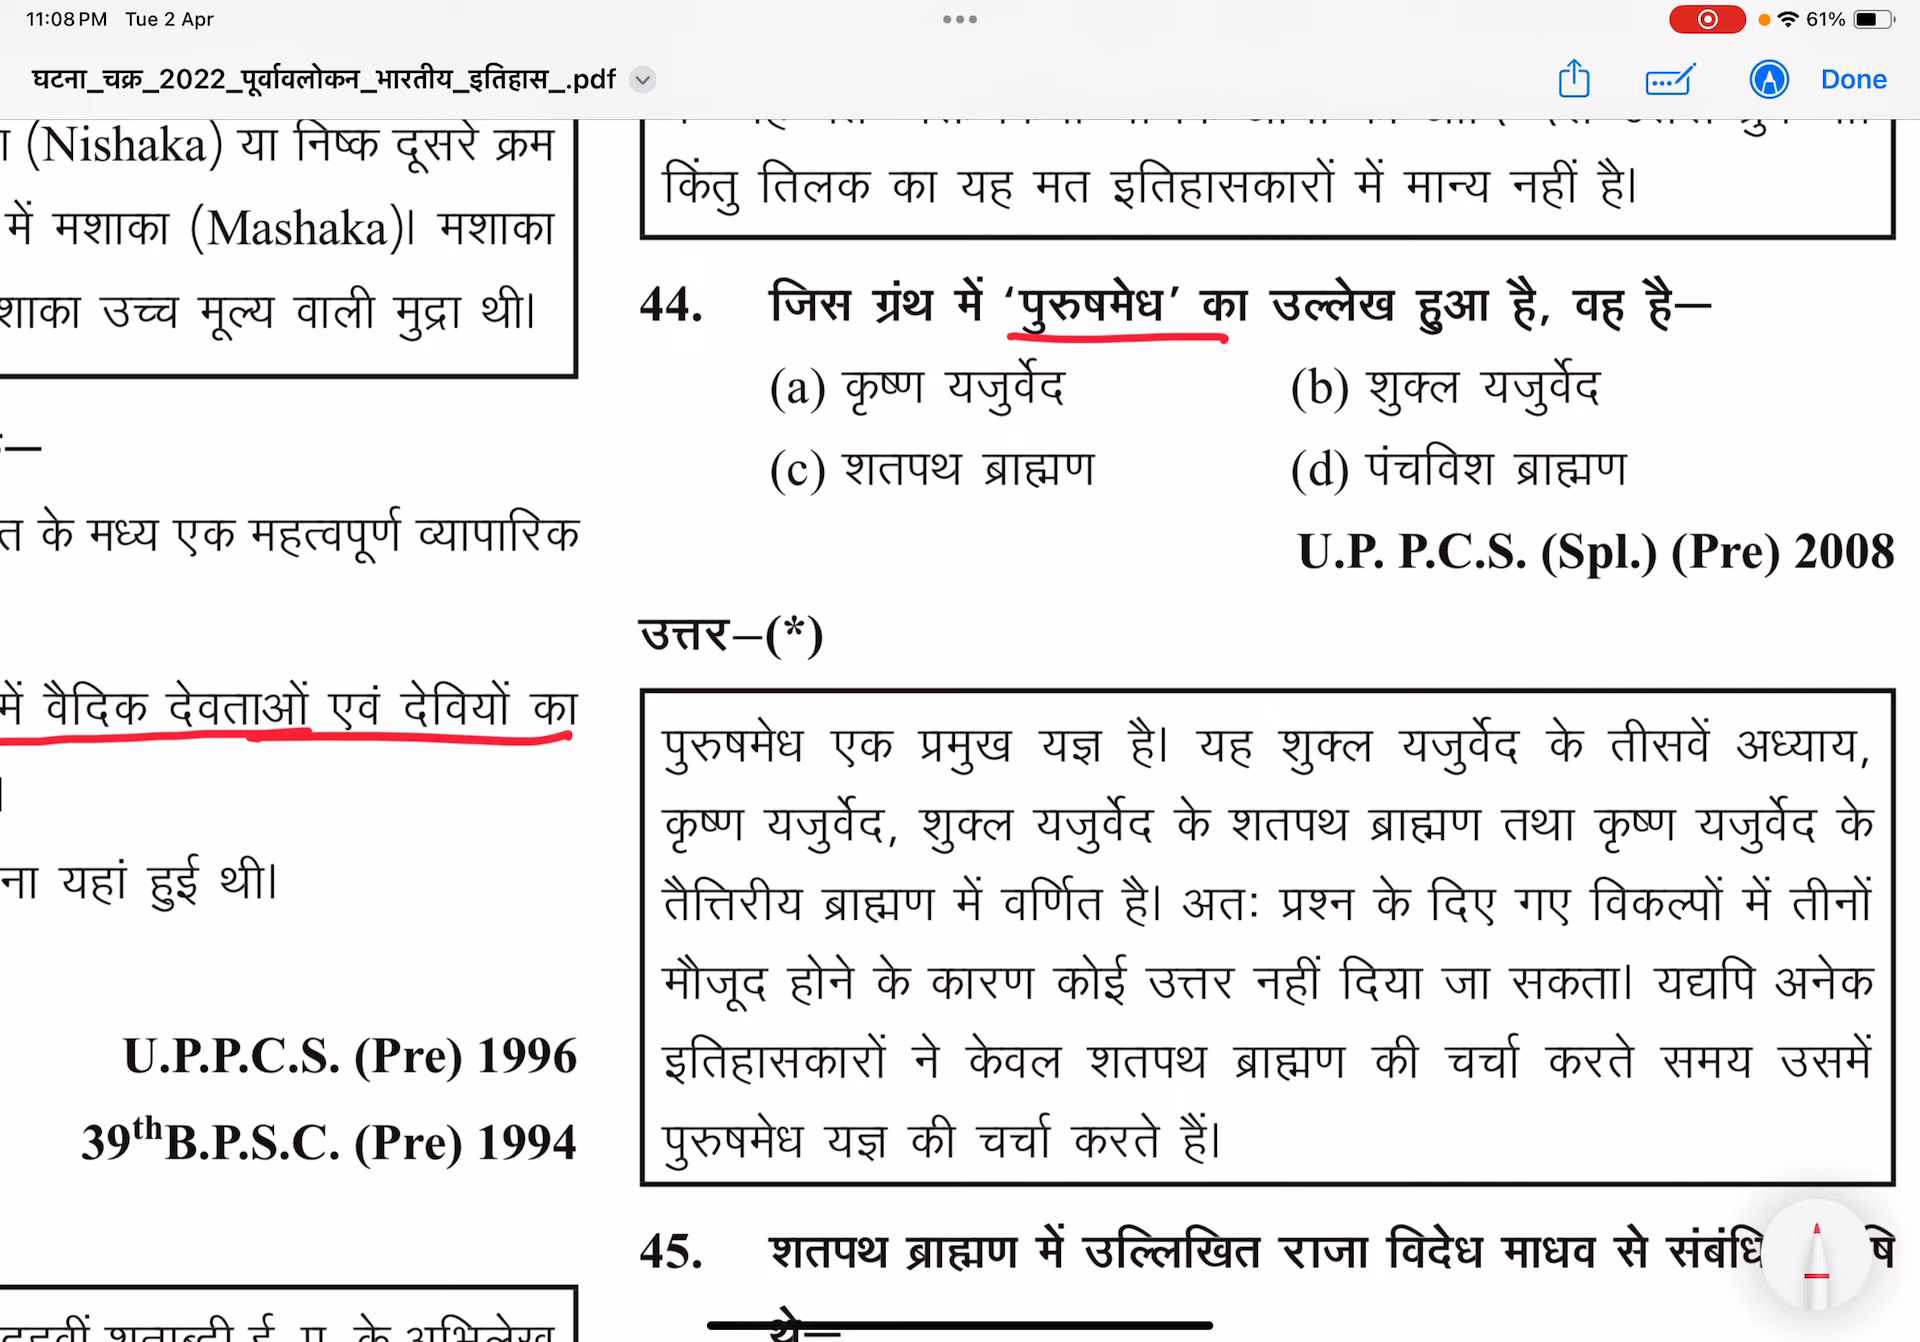 11:08 PM Tue 2 Apr
61%
घटना_चक्र_2022_पूर्वावलोकन_भारतीय_इतिहास_.pdf
Done
(Nishaka) या निष्क दूसरे क्रम
में मशाका (Mashaka)। मशाका
शाका उच्च मूल्य वाली मुद्रा थी।
त के मध्य एक महत्वपूर्ण व्यापारिक
में वैदिक देवताओं एवं देवियों का
ना यहां हुई थी।
U.P.P.C.S. (Pre) 1996
39thB.P.S.C. (Pre) 1994
किंतु तिलक का यह मत इतिहासकारों में मान्य नहीं है।
44. जिस ग्रंथ में ‘पुरुषमेध’ का उल्लेख हुआ है, वह है—
(a) कृष्ण यजुर्वेद (b) शुक्ल यजुर्वेद
(c) शतपथ ब्राह्मण (d) पंचविश ब्राह्मण
U.P. P.C.S. (Spl.) (Pre) 2008
उत्तर–(*)
पुरुषमेध एक प्रमुख यज्ञ है। यह शुक्ल यजुर्वेद के तीसवें अध्याय,
कृष्ण यजुर्वेद, शुक्ल यजुर्वेद के शतपथ ब्राह्मण तथा कृष्ण यजुर्वेद के
तैत्तिरीय ब्राह्मण में वर्णित है। अतः प्रश्न के दिए गए विकल्पों में तीनों
मौजूद होने के कारण कोई उत्तर नहीं दिया जा सकता। यद्यपि अनेक
इतिहासकारों ने केवल शतपथ ब्राह्मण की चर्चा करते समय उसमें
पुरुषमेध यज्ञ की चर्चा करते हैं।
45. शतपथ ब्राह्मण में उल्लिखित राजा विदेध माधव से
थे—